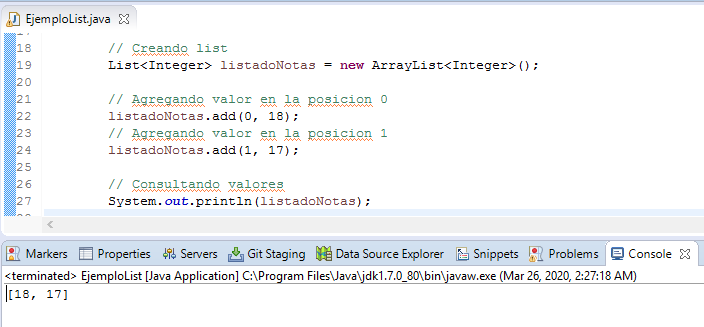 EjemploList.java
18 // Creando list
19 List<Integer> listadoNotas = new ArrayList<Integer>();
20
21 // Agregando valor en la posicion 0
22 listadoNotas.add(0, 18);
23 // Agregando valor en la posicion 1
24 listadoNotas.add(1, 17);
25
26 // Consultando valores
27 System.out.println(listadoNotas);
Markers Properties Servers Git Staging Data Source Explorer Snippets Problems Console
<terminated> EjemploList [Java Application] C:\Program Files\Java\jdk1.7.0_80\bin\javaw.exe (Mar 26, 2020, 2:27:18 AM)
[18, 17]